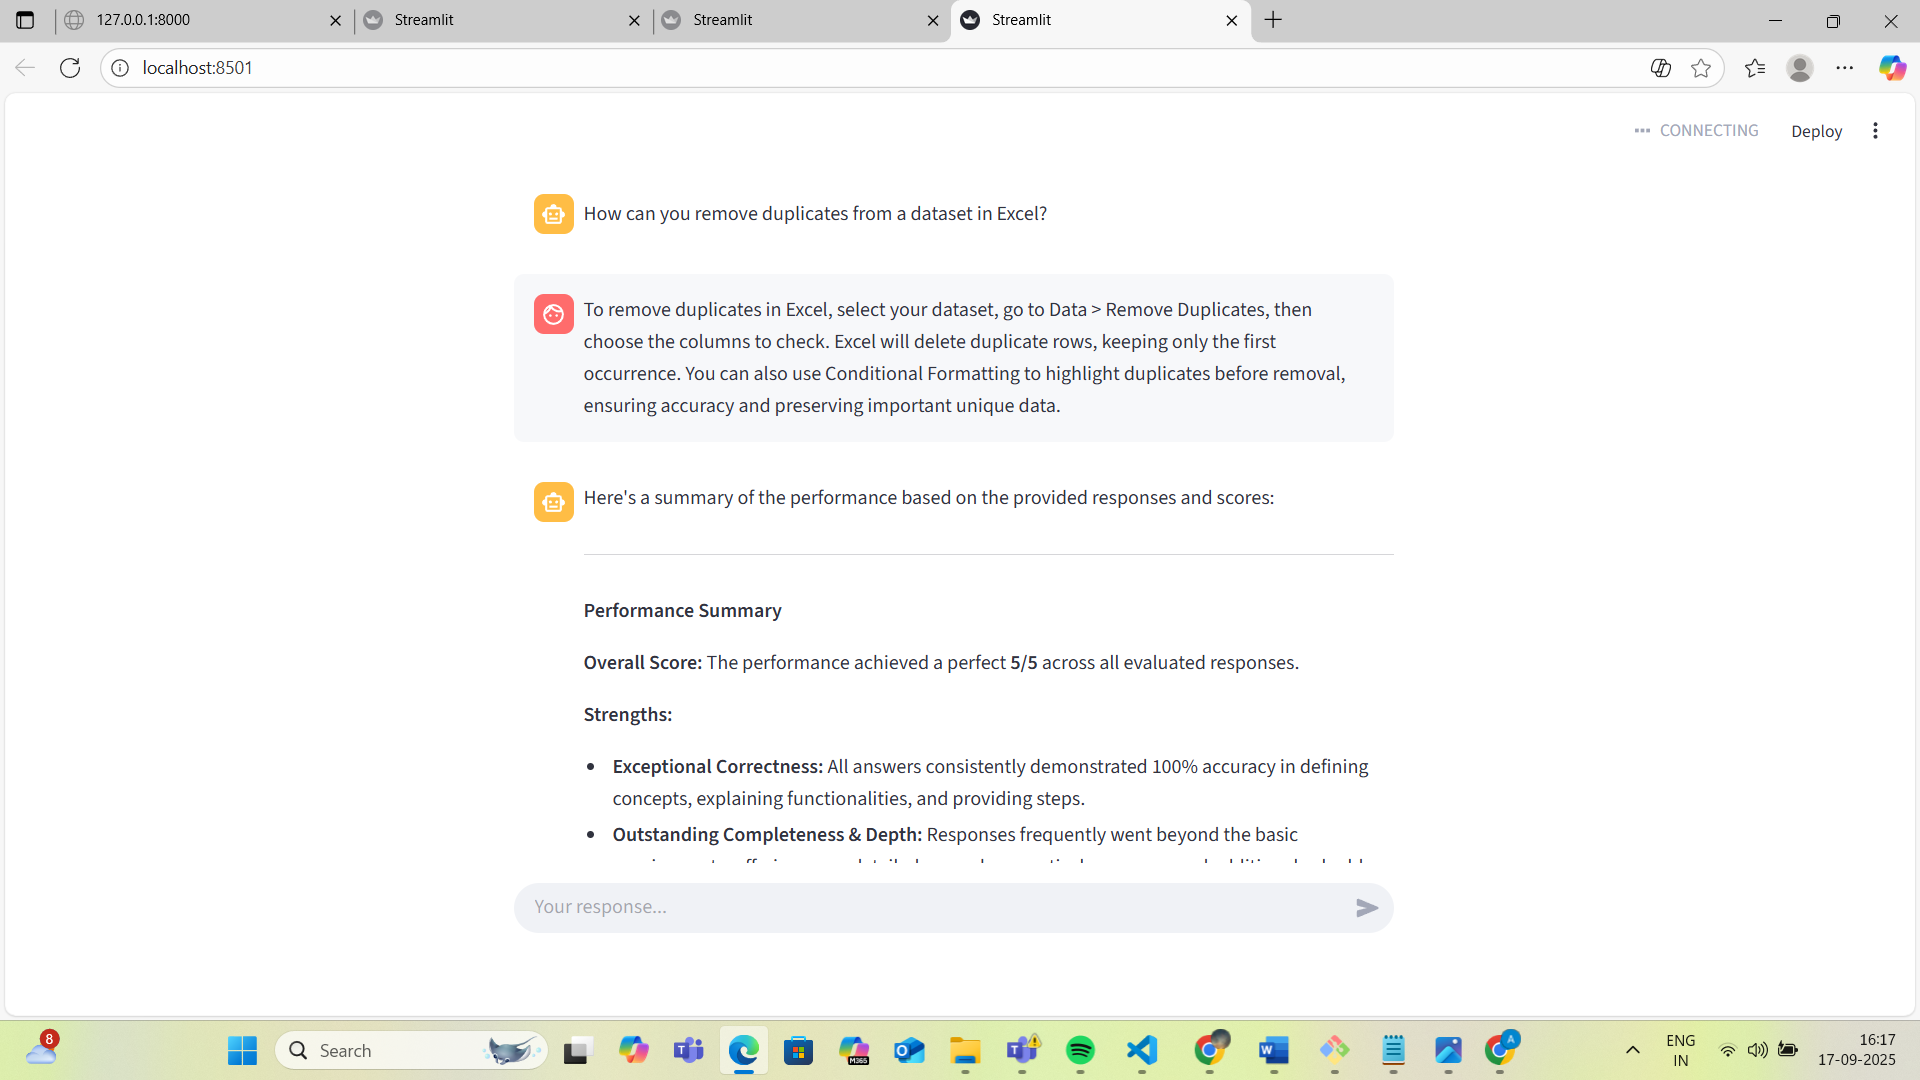 127.0.0.1:8000
Streamlit
Streamlit
Streamlit
localhost:8501
CONNECTING
Deploy
How can you remove duplicates from a dataset in Excel?
To remove duplicates in Excel, select your dataset, go to Data > Remove Duplicates, then
choose the columns to check. Excel will delete duplicate rows, keeping only the first
occurrence. You can also use Conditional Formatting to highlight duplicates before removal,
ensuring accuracy and preserving important unique data.
Here's a summary of the performance based on the provided responses and scores:
Performance Summary
Overall Score: The performance achieved a perfect 5/5 across all evaluated responses.
Strengths:
Exceptional Correctness: All answers consistently demonstrated 100% accuracy in defining
concepts, explaining functionalities, and providing steps.
Outstanding Completeness & Depth: Responses frequently went beyond the basic
Your response...
8
Search
M365
A
ENG
IN
16:17
17-09-2025